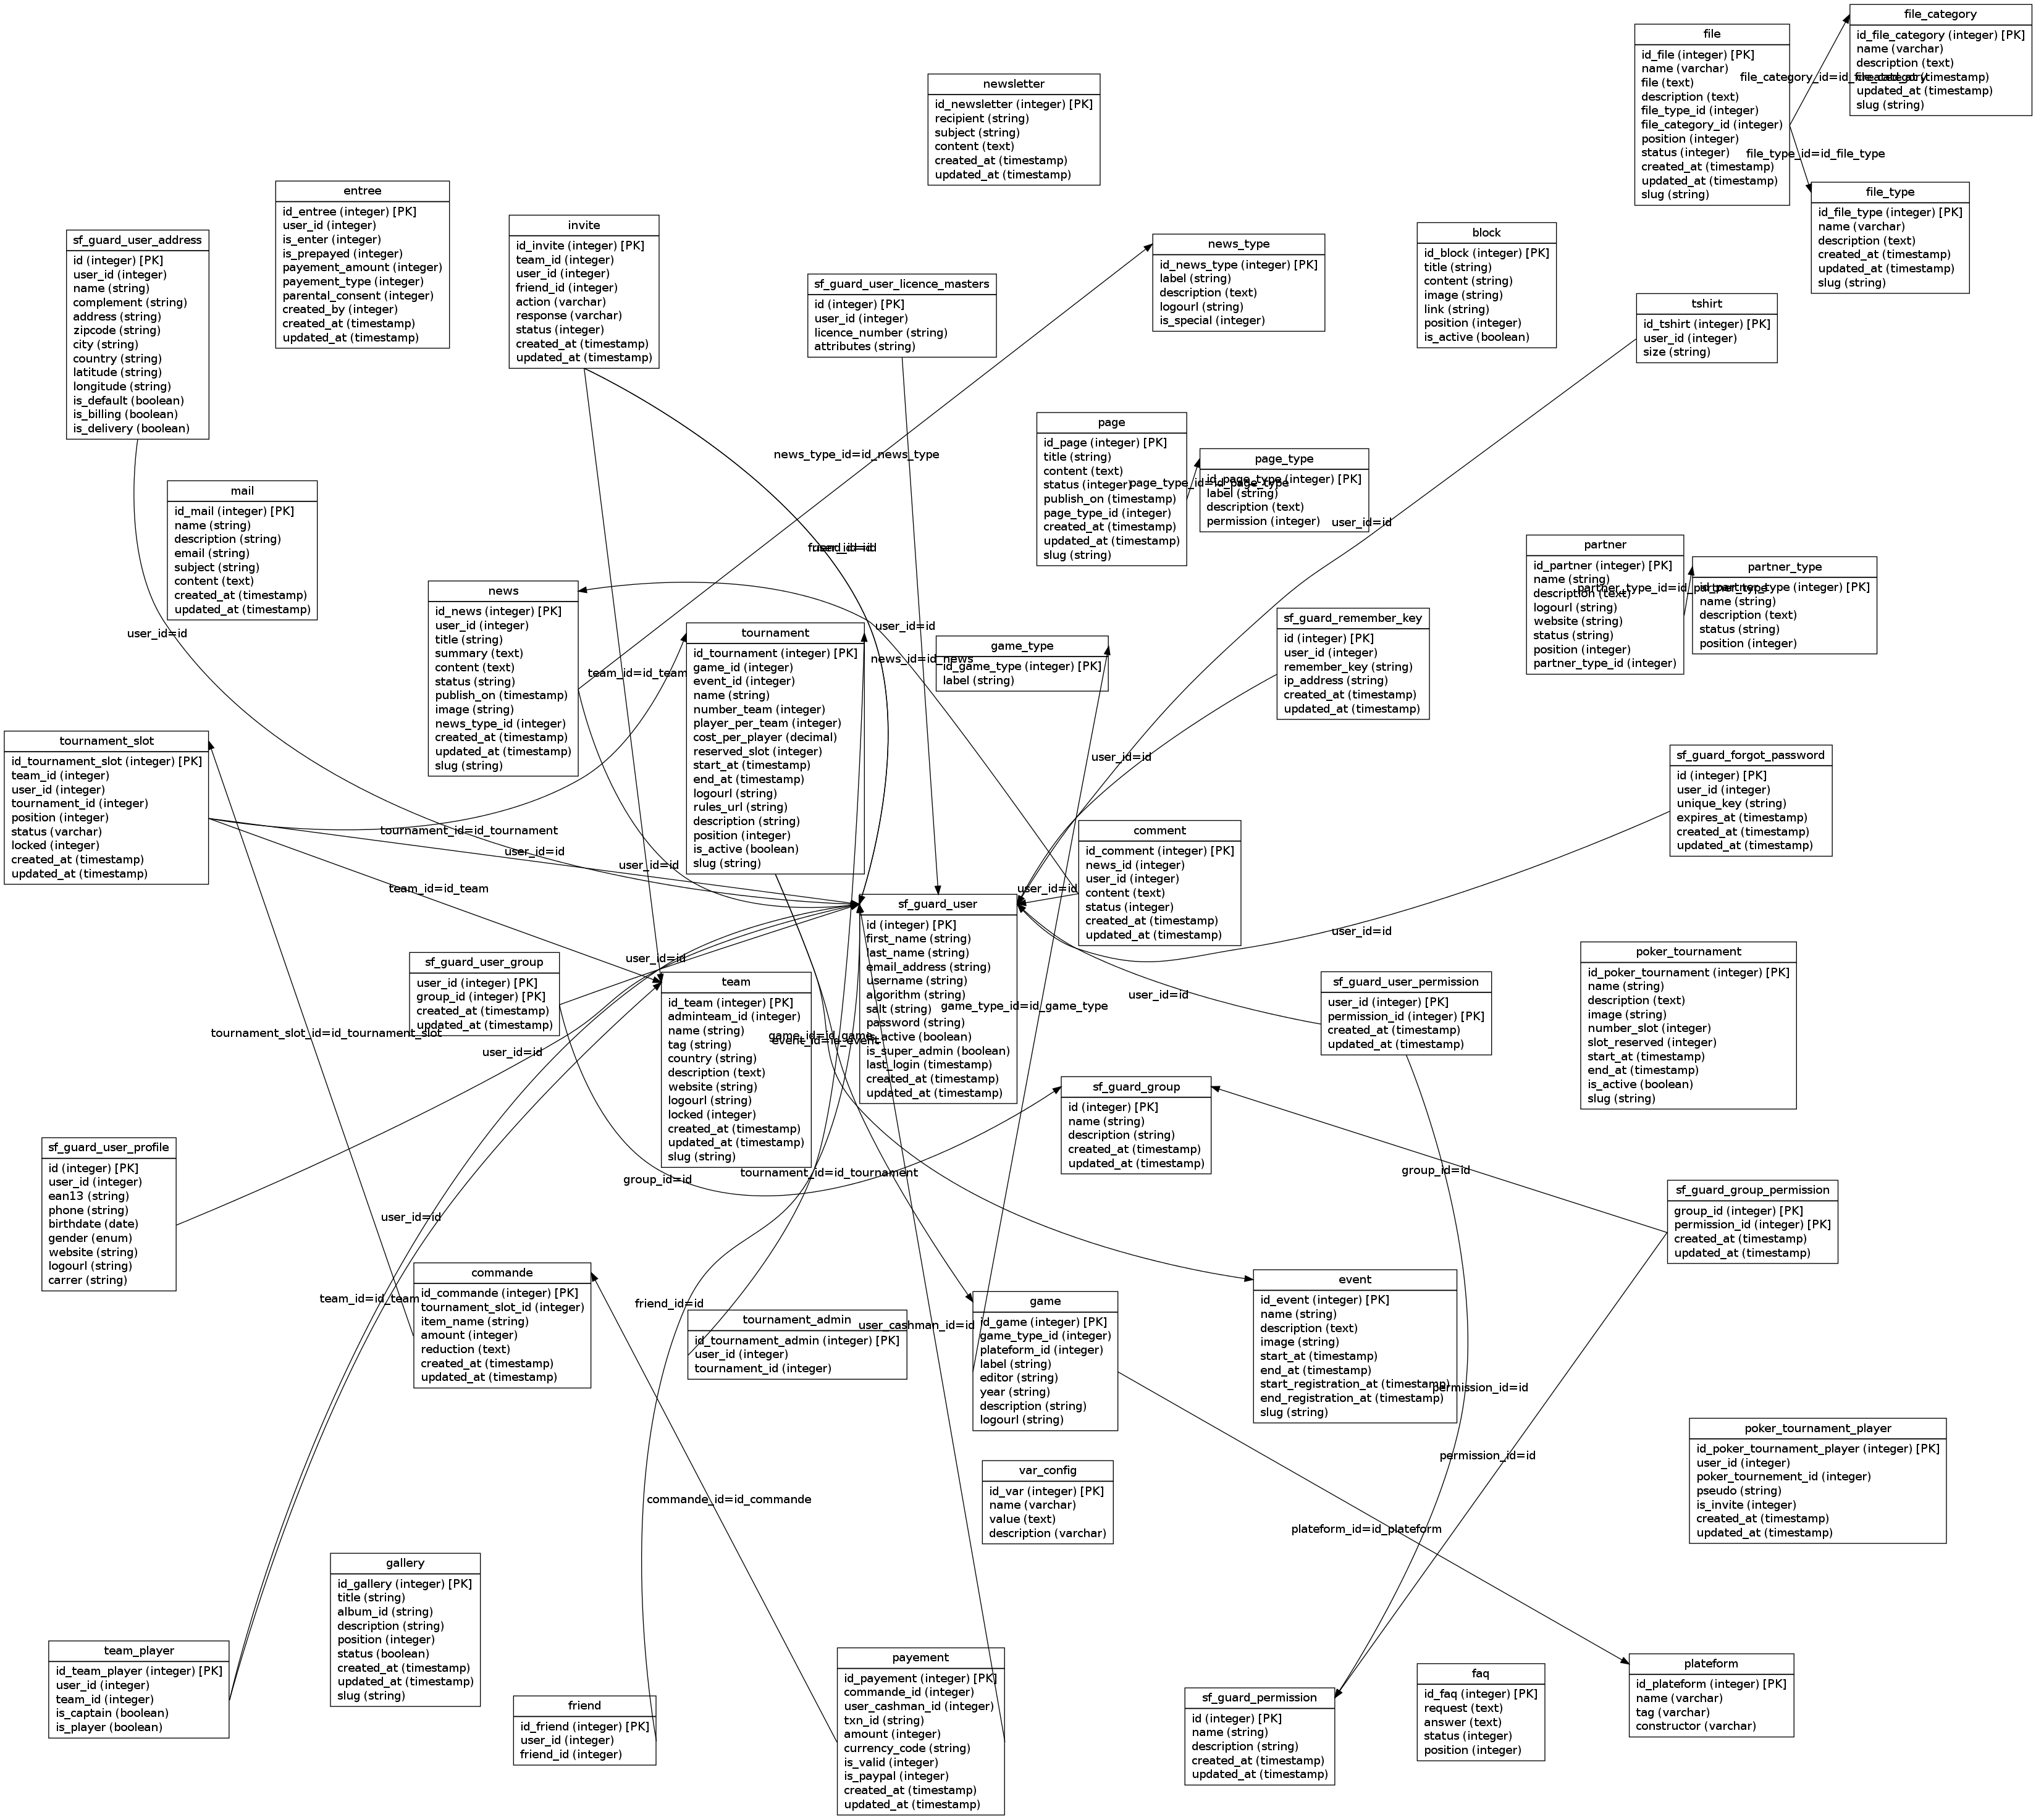 file_category
id_file_category (integer) [PK]
name (varchar)
description (text)
created_at (timestamp)
updated_at (timestamp)
slug (string)
file
id_file (integer) [PK]
name (varchar)
file (text)
description (text)
file_type_id (integer)
file_category_id (integer)
position (integer)
status (integer)
created_at (timestamp)
updated_at (timestamp)
slug (string)
file_category_id=id_file_category
file_type_id=id_file_type
newsletter
id_newsletter (integer) [PK]
recipient (string)
subject (string)
content (text)
created_at (timestamp)
updated_at (timestamp)
file_type
id_file_type (integer) [PK]
name (varchar)
description (text)
created_at (timestamp)
updated_at (timestamp)
slug (string)
entree
id_entree (integer) [PK]
user_id (integer)
is_enter (integer)
is_prepayed (integer)
payement_amount (integer)
payement_type (integer)
parental_consent (integer)
created_by (integer)
created_at (timestamp)
updated_at (timestamp)
invite
id_invite (integer) [PK]
team_id (integer)
user_id (integer)
friend_id (integer)
action (varchar)
response (varchar)
status (integer)
created_at (timestamp)
updated_at (timestamp)
sf_guard_user_address
id (integer) [PK]
user_id (integer)
name (string)
complement (string)
address (string)
zipcode (string)
city (string)
country (string)
latitude (string)
longitude (string)
is_default (boolean)
is_billing (boolean)
is_delivery (boolean)
news_type
id_news_type (integer) [PK]
label (string)
description (text)
logourl (string)
is_special (integer)
block
id_block (integer) [PK]
title (string)
content (string)
image (string)
link (string)
position (integer)
is_active (boolean)
sf_guard_user_licence_masters
id (integer) [PK]
user_id (integer)
licence_number (string)
attributes (string)
tshirt
id_tshirt (integer) [PK]
user_id (integer)
size (string)
page
id_page (integer) [PK]
title (string)
content (text)
status (integer)
publish_on (timestamp)
page_type_id (integer)
created_at (timestamp)
updated_at (timestamp)
slug (string)
page_type
id_page_type (integer) [PK]
label (string)
description (text)
permission (integer)
page_type_id=id_page_type
news_type_id=id_news_type
user_id=id
mail
id_mail (integer) [PK]
name (string)
description (string)
email (string)
subject (string)
content (text)
created_at (timestamp)
updated_at (timestamp)
partner
id_partner (integer) [PK]
name (string)
description (text)
logourl (string)
website (string)
status (string)
position (integer)
partner_type_id (integer)
partner_type
id_partner_type (integer) [PK]
name (string)
description (text)
status (string)
position (integer)
partner_type_id=id_partner_type
news
id_news (integer) [PK]
user_id (integer)
title (string)
summary (text)
content (text)
status (string)
publish_on (timestamp)
image (string)
news_type_id (integer)
created_at (timestamp)
updated_at (timestamp)
slug (string)
user_id=id
user_id=id
news_id=id_news
team_id=id_team
tournament
id_tournament (integer) [PK]
game_id (integer)
event_id (integer)
name (string)
number_team (integer)
player_per_team (integer)
cost_per_player (decimal)
reserved_slot (integer)
start_at (timestamp)
end_at (timestamp)
logourl (string)
rules_url (string)
description (string)
position (integer)
is_active (boolean)
slug (string)
game_type
id_game_type (integer) [PK]
label (string)
sf_guard_remember_key
id (integer) [PK]
user_id (integer)
remember_key (string)
ip_address (string)
created_at (timestamp)
updated_at (timestamp)
user_id=id
tournament_slot
id_tournament_slot (integer) [PK]
team_id (integer)
user_id (integer)
tournament_id (integer)
position (integer)
status (varchar)
locked (integer)
created_at (timestamp)
updated_at (timestamp)
sf_guard_forgot_password
id (integer) [PK]
user_id (integer)
unique_key (string)
expires_at (timestamp)
created_at (timestamp)
updated_at (timestamp)
comment
id_comment (integer) [PK]
news_id (integer)
user_id (integer)
content (text)
status (integer)
created_at (timestamp)
updated_at (timestamp)
tournament_id=id_tournament
user_id=id
user_id=id
team_id=id_team
user_id=id
user_id=id
sf_guard_user
id (integer) [PK]
first_name (string)
last_name (string)
email_address (string)
username (string)
algorithm (string)
salt (string)
password (string)
is_active (boolean)
is_super_admin (boolean)
last_login (timestamp)
created_at (timestamp)
updated_at (timestamp)
sf_guard_user_group
user_id (integer) [PK]
group_id (integer) [PK]
created_at (timestamp)
updated_at (timestamp)
user_id=id
team
id_team (integer) [PK]
adminteam_id (integer)
name (string)
tag (string)
country (string)
description (text)
website (string)
logourl (string)
locked (integer)
created_at (timestamp)
updated_at (timestamp)
slug (string)
poker_tournament
id_poker_tournament (integer) [PK]
name (string)
description (text)
image (string)
number_slot (integer)
slot_reserved (integer)
start_at (timestamp)
end_at (timestamp)
is_active (boolean)
slug (string)
sf_guard_user_permission
user_id (integer) [PK]
permission_id (integer) [PK]
created_at (timestamp)
updated_at (timestamp)
user_id=id
game_type_id=id_game_type
game_id=id_game
event_id=id_event
tournament_slot_id=id_tournament_slot
user_id=id
sf_guard_group
id (integer) [PK]
name (string)
description (string)
created_at (timestamp)
updated_at (timestamp)
sf_guard_user_profile
id (integer) [PK]
user_id (integer)
ean13 (string)
phone (string)
birthdate (date)
gender (enum)
website (string)
logourl (string)
carrer (string)
group_id=id
tournament_id=id_tournament
group_id=id
sf_guard_group_permission
group_id (integer) [PK]
permission_id (integer) [PK]
created_at (timestamp)
updated_at (timestamp)
user_id=id
commande
id_commande (integer) [PK]
tournament_slot_id (integer)
item_name (string)
amount (integer)
reduction (text)
created_at (timestamp)
updated_at (timestamp)
team_id=id_team
friend_id=id
tournament_admin
id_tournament_admin (integer) [PK]
user_id (integer)
tournament_id (integer)
user_cashman_id=id
game
id_game (integer) [PK]
game_type_id (integer)
plateform_id (integer)
label (string)
editor (string)
year (string)
description (string)
logourl (string)
event
id_event (integer) [PK]
name (string)
description (text)
image (string)
start_at (timestamp)
end_at (timestamp)
start_registration_at (timestamp)
end_registration_at (timestamp)
slug (string)
permission_id=id
permission_id=id
poker_tournament_player
id_poker_tournament_player (integer) [PK]
user_id (integer)
poker_tournement_id (integer)
pseudo (string)
is_invite (integer)
created_at (timestamp)
updated_at (timestamp)
var_config
id_var (integer) [PK]
name (varchar)
value (text)
description (varchar)
commande_id=id_commande
plateform_id=id_plateform
gallery
id_gallery (integer) [PK]
title (string)
album_id (string)
description (string)
position (integer)
status (boolean)
created_at (timestamp)
updated_at (timestamp)
slug (string)
team_player
id_team_player (integer) [PK]
user_id (integer)
team_id (integer)
is_captain (boolean)
is_player (boolean)
friend
id_friend (integer) [PK]
user_id (integer)
friend_id (integer)
payement
id_payement (integer) [PK]
commande_id (integer)
user_cashman_id (integer)
txn_id (string)
amount (integer)
currency_code (string)
is_valid (integer)
is_paypal (integer)
created_at (timestamp)
updated_at (timestamp)
sf_guard_permission
id (integer) [PK]
name (string)
description (string)
created_at (timestamp)
updated_at (timestamp)
faq
id_faq (integer) [PK]
request (text)
answer (text)
status (integer)
position (integer)
plateform
id_plateform (integer) [PK]
name (varchar)
tag (varchar)
constructor (varchar)